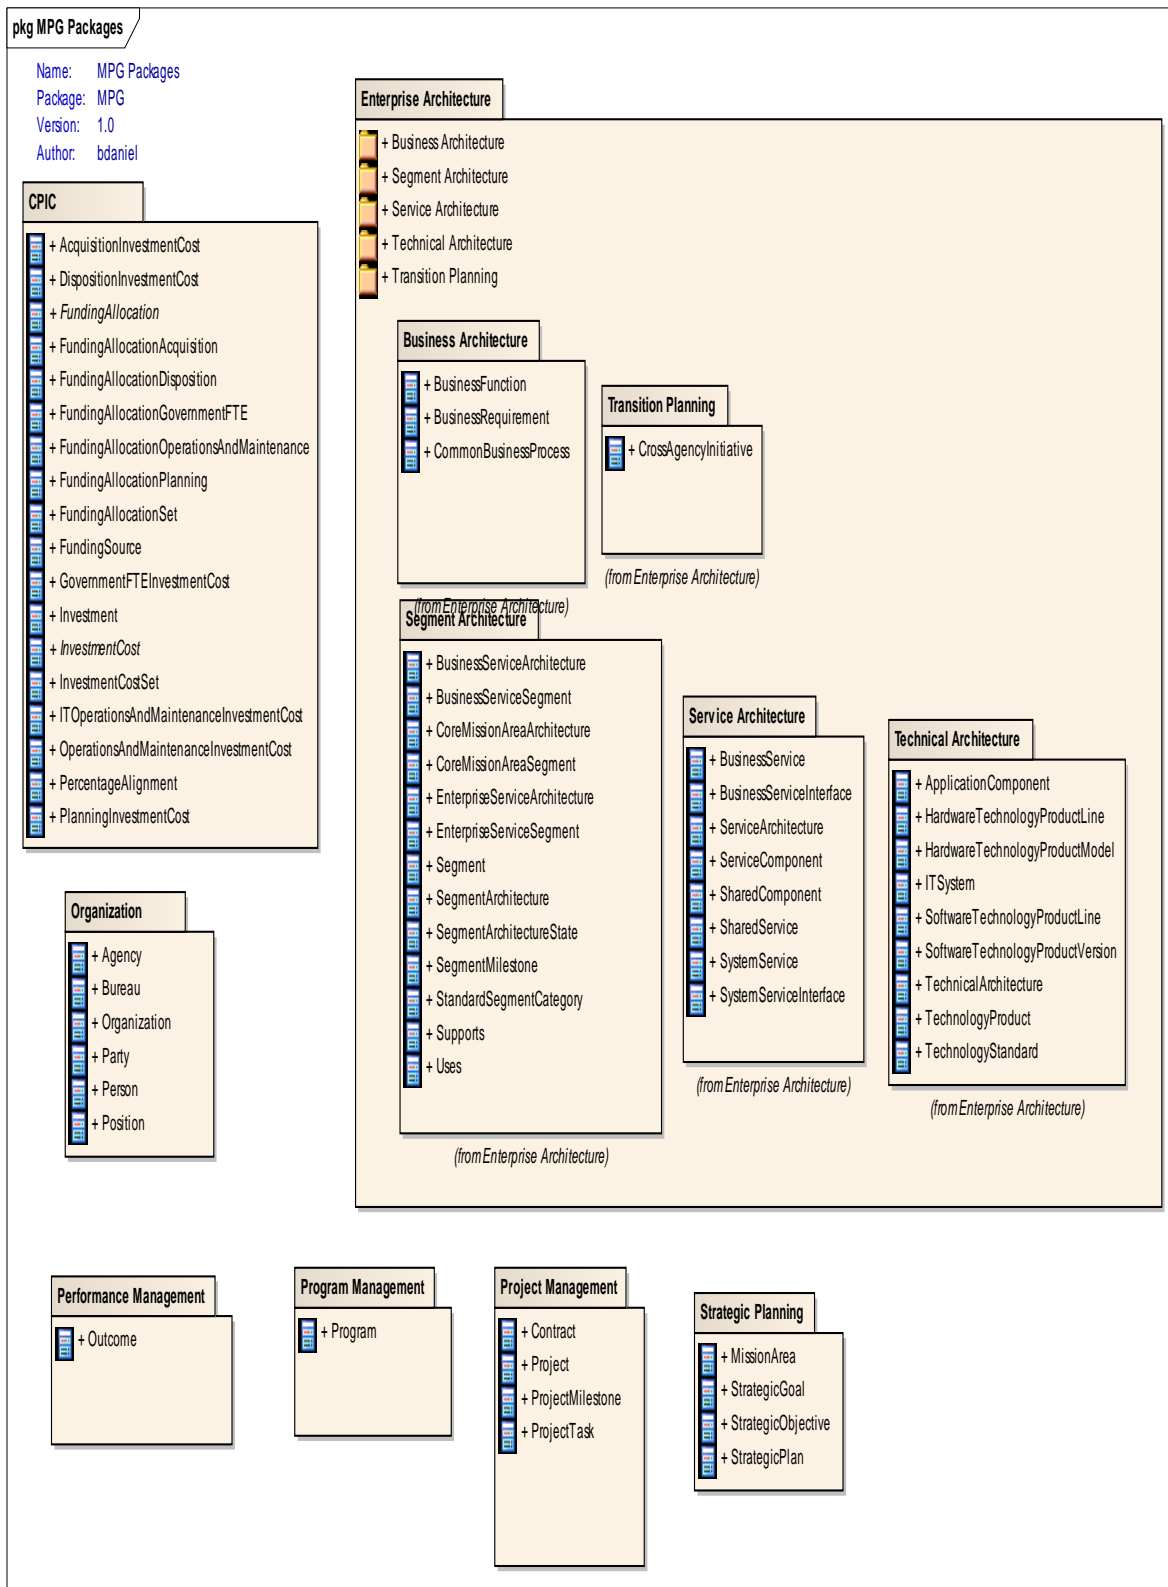 pkg MPG Packages
Name: MPG Packages
Package: MPG
Version: 1.0
Author: bdaniel
CPIC
+ AcquisitionInvestmentCost
+ DispositionInvestmentCost
+ FundingAllocation
+ FundingAllocationAcquisition
+ FundingAllocationDisposition
+ FundingAllocationGovernmentFTE
+ FundingAllocationOperationsAndMaintenance
+ FundingAllocationPlanning
+ FundingAllocationSet
+ FundingSource
+ GovernmentFTEInvestmentCost
+ Investment
+ InvestmentCost
+ InvestmentCostSet
+ ITOperationsAndMaintenanceInvestmentCost
+ OperationsAndMaintenanceInvestmentCost
+ PercentageAlignment
+ PlanningInvestmentCost
Enterprise Architecture
+ Business Architecture
+ Segment Architecture
+ Service Architecture
+ Technical Architecture
+ Transition Planning
Business Architecture
+ BusinessFunction
+ BusinessRequirement
+ CommonBusinessProcess
(from Enterprise Architecture)
Transition Planning
+ CrossAgencyInitiative
(from Enterprise Architecture)
Segment Architecture
+ BusinessServiceArchitecture
+ BusinessServiceSegment
+ CoreMissionAreaArchitecture
+ CoreMissionAreaSegment
+ EnterpriseServiceArchitecture
+ EnterpriseServiceSegment
+ Segment
+ SegmentArchitecture
+ SegmentArchitectureState
+ SegmentMilestone
+ StandardSegmentCategory
+ Supports
+ Uses
(from Enterprise Architecture)
Service Architecture
+ BusinessService
+ BusinessServiceInterface
+ ServiceArchitecture
+ ServiceComponent
+ SharedComponent
+ SharedService
+ SystemService
+ SystemServiceInterface
(from Enterprise Architecture)
Technical Architecture
+ ApplicationComponent
+ HardwareTechnologyProductLine
+ HardwareTechnologyProductModel
+ ITSystem
+ SoftwareTechnologyProductLine
+ SoftwareTechnologyProductVersion
+ TechnicalArchitecture
+ TechnologyProduct
+ TechnologyStandard
(from Enterprise Architecture)
Organization
+ Agency
+ Bureau
+ Organization
+ Party
+ Person
+ Position
Performance Management
+ Outcome
Program Management
+ Program
Project Management
+ Contract
+ Project
+ ProjectMilestone
+ ProjectTask
Strategic Planning
+ MissionArea
+ StrategicGoal
+ StrategicObjective
+ StrategicPlan